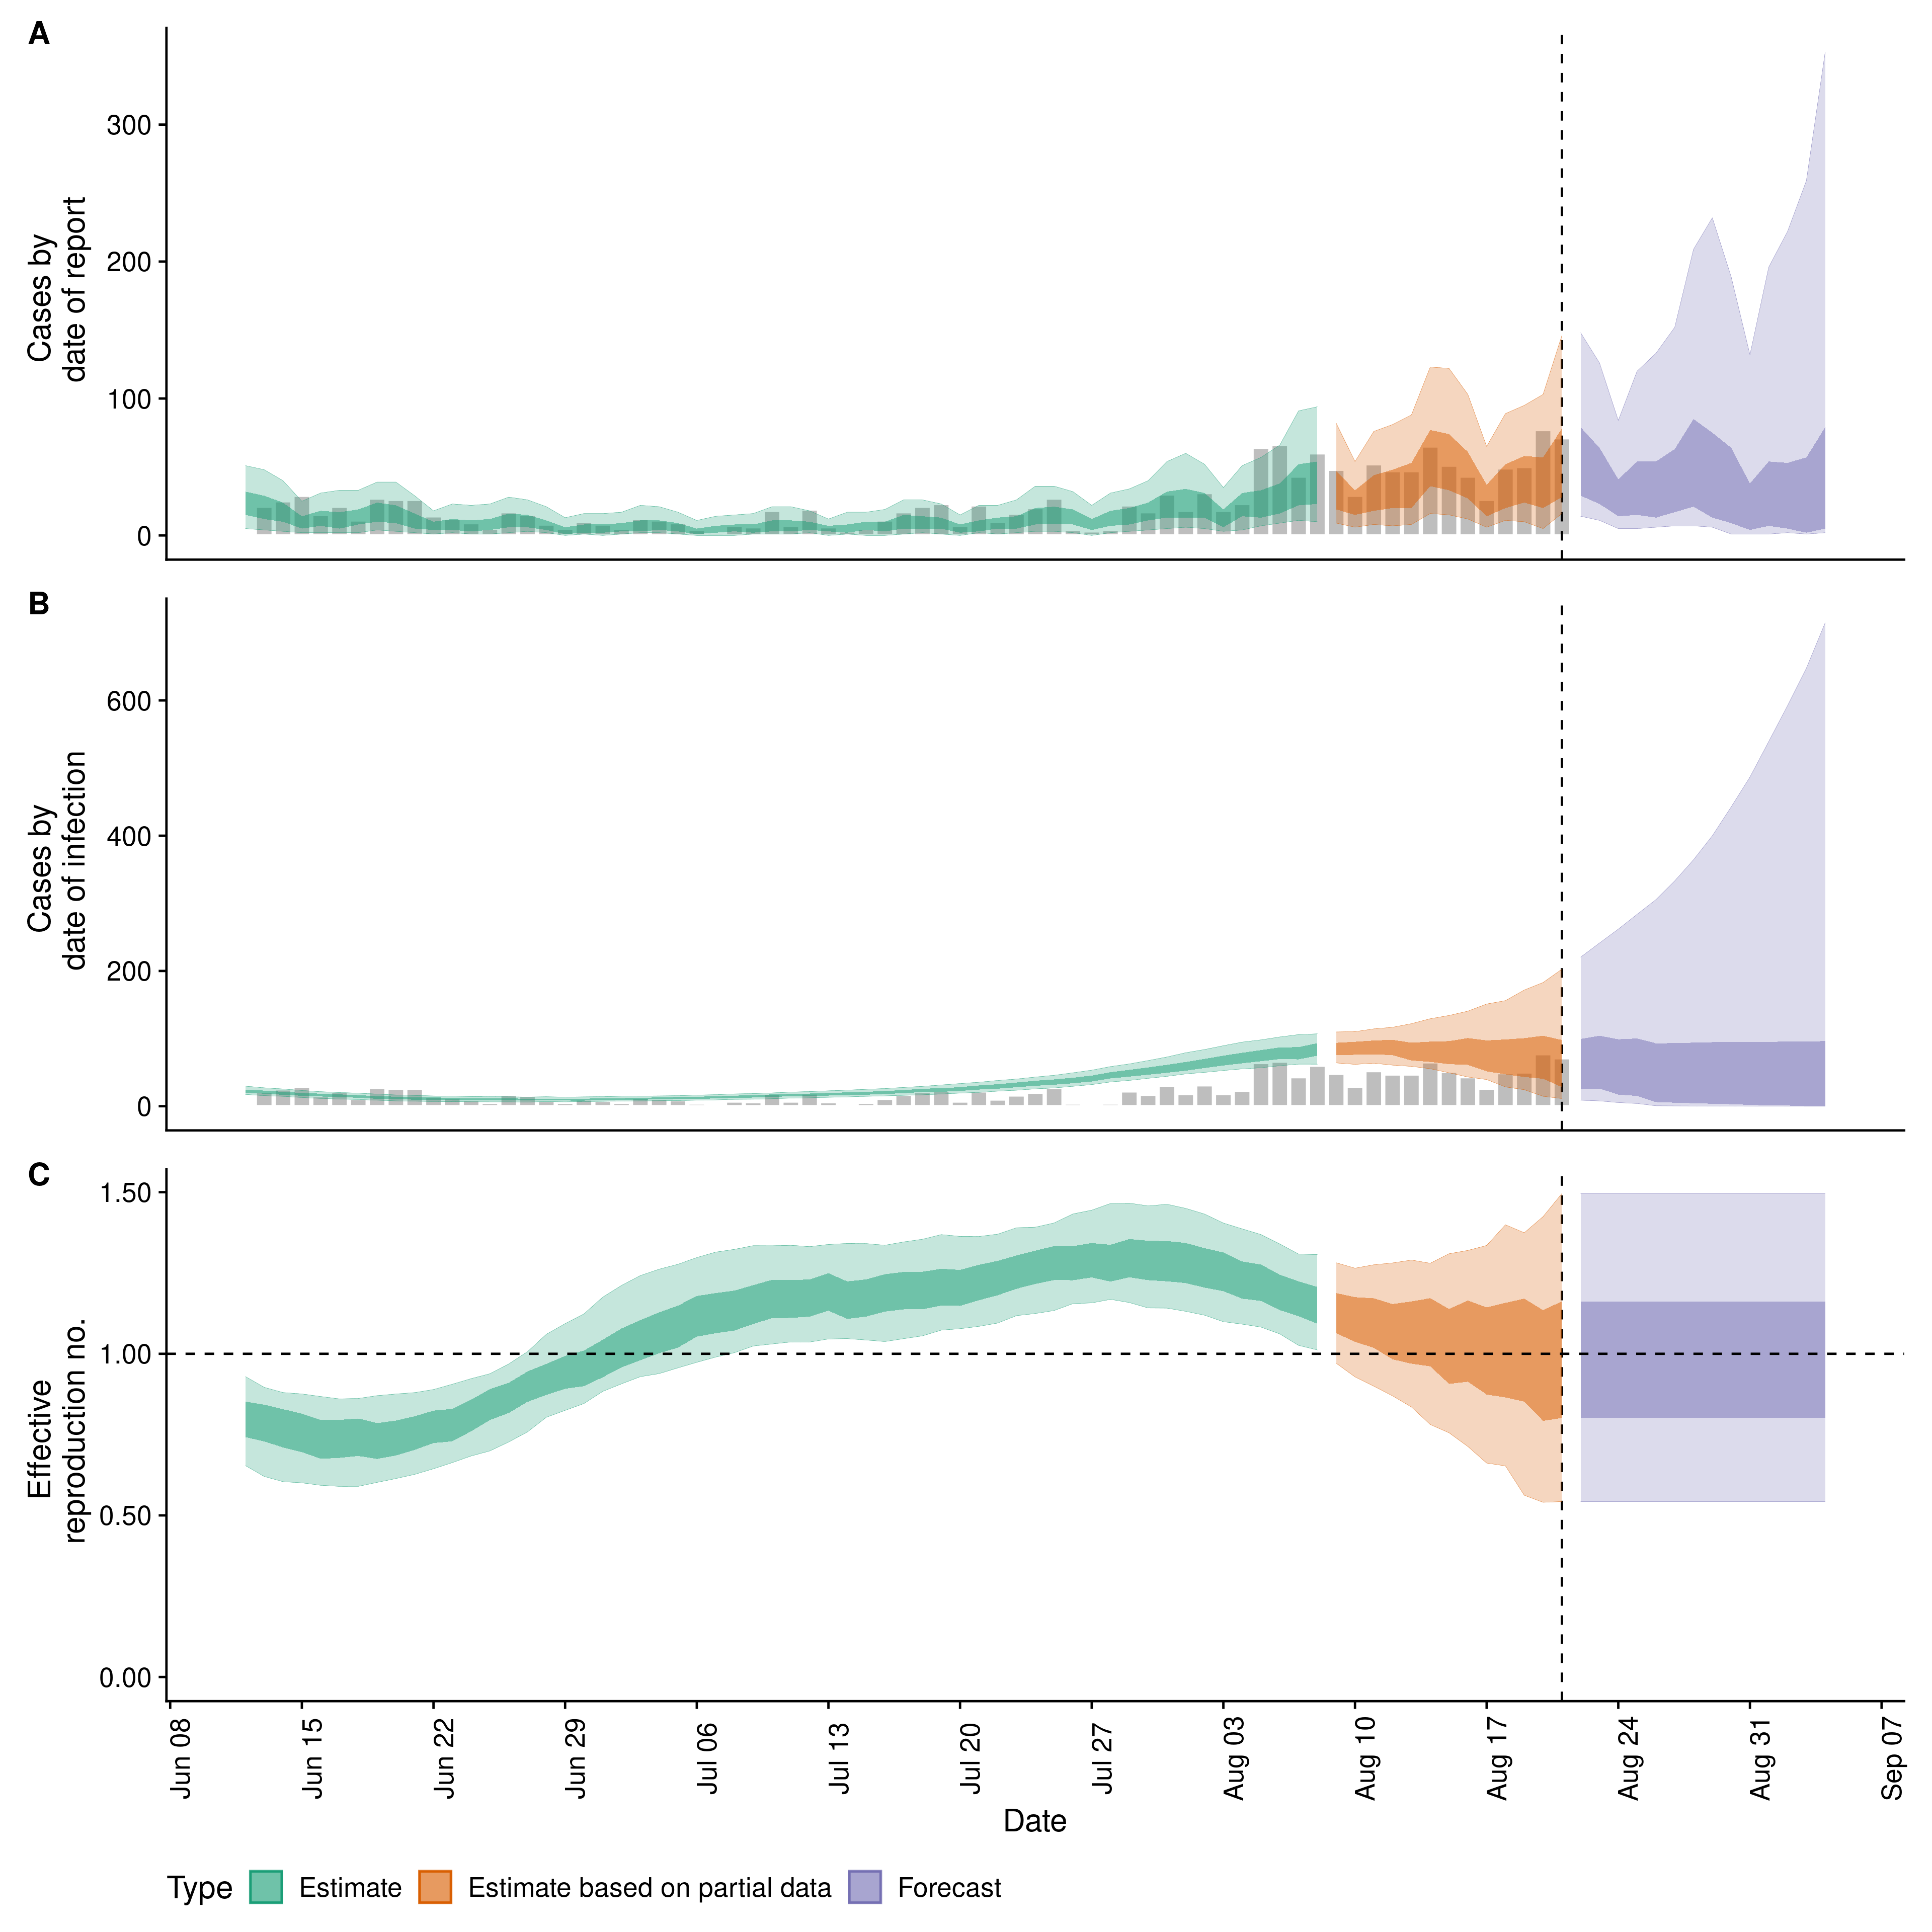 A
Cases by
date of report
300
200
100
0
B
Cases by
date of infection
600
400
200
0
C
Effective
reproduction no.
1.50
1.00
0.50
0.00
Jun 08
Jun 15
Jun 22
Jun 29
Jul 06
Jul 13
Jul 20
Jul 27
Aug 03
Aug 10
Aug 17
Aug 24
Aug 31
Sep 07
Date
Type Estimate Estimate based on partial data Forecast